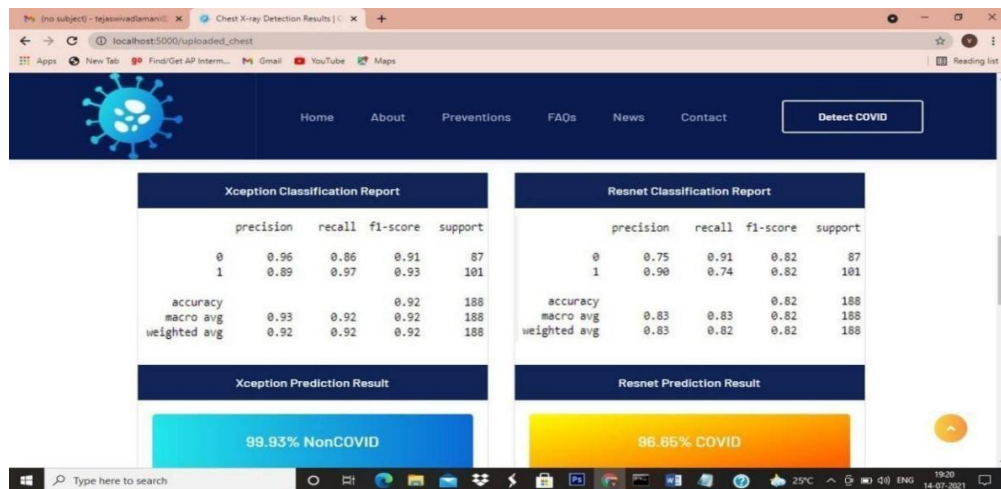 (no subject) - tejaswivadlamani@ Chest X-ray Detection Results | C
localhost:5000/uploaded_chest
Apps New Tab Find/Get AP Interm... Gmail YouTube Maps Reading list
Home About Preventions FAQs News Contact Detect COVID
Xception Classification Report
precision recall f1-score support
0 0.96 0.86 0.91 87
1 0.89 0.97 0.93 101
accuracy 0.92 188
macro avg 0.93 0.92 0.92 188
weighted avg 0.92 0.92 0.92 188
Xception Prediction Result
99.93% NonCOVID
Resnet Classification Report
precision recall f1-score support
0 0.75 0.91 0.82 87
1 0.90 0.74 0.82 101
accuracy 0.82 188
macro avg 0.83 0.83 0.82 188
weighted avg 0.83 0.82 0.82 188
Resnet Prediction Result
96.65% COVID
Type here to search 25°C ENG 19:20
14-07-2021